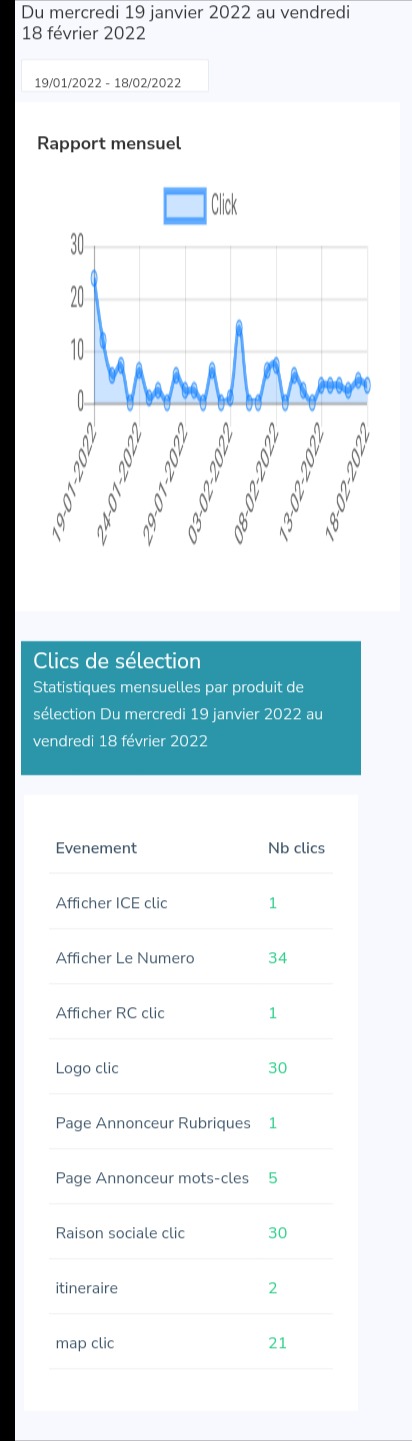 Du mercredi 19 janvier 2022 au vendredi
18 février 2022
19/01/2022 - 18/02/2022
Rapport mensuel
Click
30
20
10
0
19-01-2022
24-01-2022
29-01-2022
03-02-2022
08-02-2022
13-02-2022
18-02-2022
Clics de sélection
Statistiques mensuelles par produit de
sélection Du mercredi 19 janvier 2022 au
vendredi 18 février 2022
Evenement Nb clics
Afficher ICE clic 1
Afficher Le Numero 34
Afficher RC clic 1
Logo clic 30
Page Annonceur Rubriques 1
Page Annonceur mots-cles 5
Raison sociale clic 30
itineraire 2
map clic 21